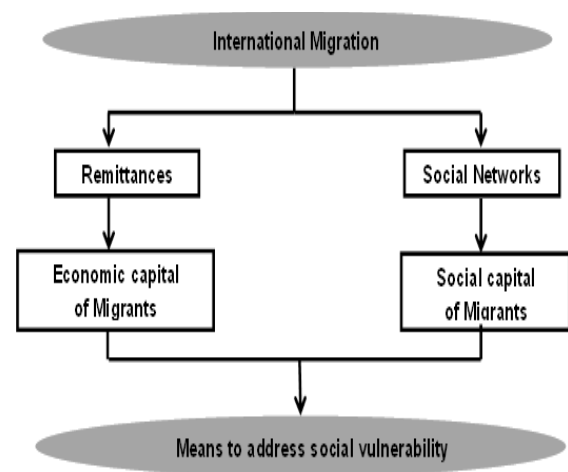 International Migration
Remittances
Social Networks
Economic capital
of Migrants
Social capital
of Migrants
Means to address social vulnerability